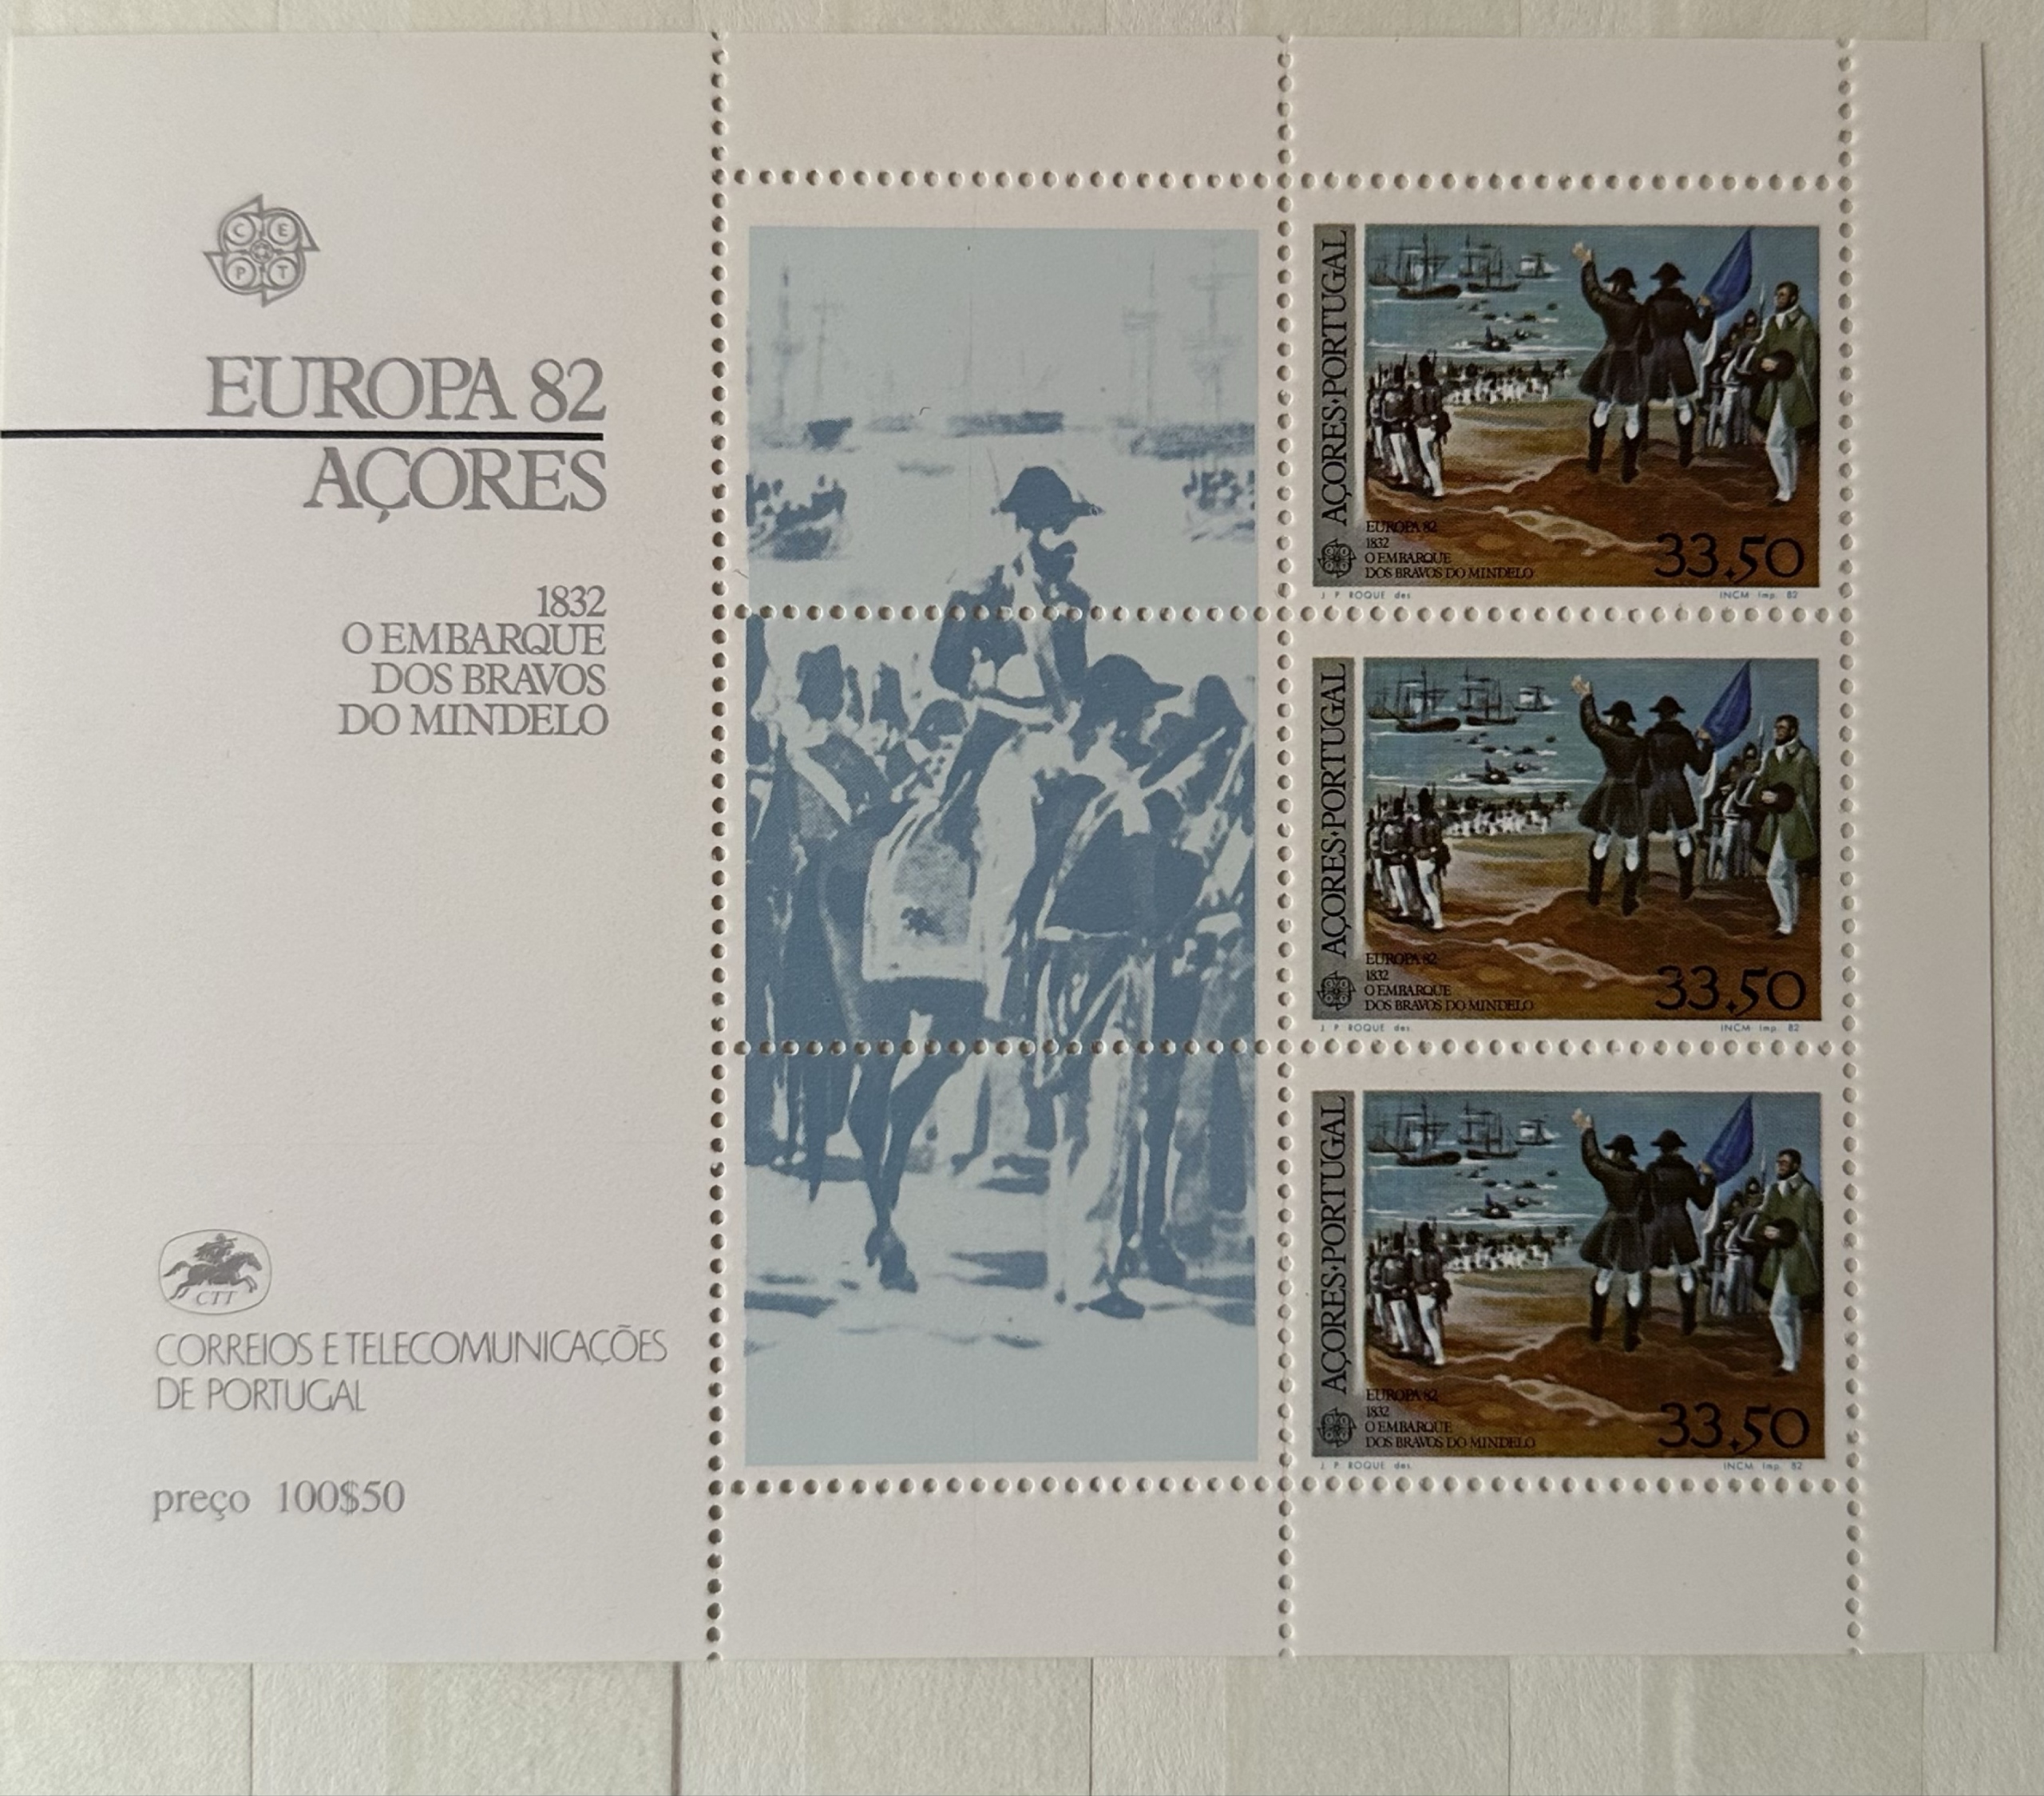 C E
P T
EUROPA 82
AÇORES
1832
O EMBARQUE
DOS BRAVOS
DO MINDELO
CTT
CORREIOS E TELECOMUNICAÇÕES
DE PORTUGAL
preço 100$50
AÇORES·PORTUGAL
EUROPA 82
1832
O EMBARQUE
DOS BRAVOS DO MINDELO
33.50
J. P. ROQUE des.
INCM Imp. 82
AÇORES·PORTUGAL
EUROPA 82
1832
O EMBARQUE
DOS BRAVOS DO MINDELO
33.50
J. P. ROQUE des.
INCM Imp. 82
AÇORES·PORTUGAL
EUROPA 82
1832
O EMBARQUE
DOS BRAVOS DO MINDELO
33.50
J. P. ROQUE des.
INCM Imp. 82